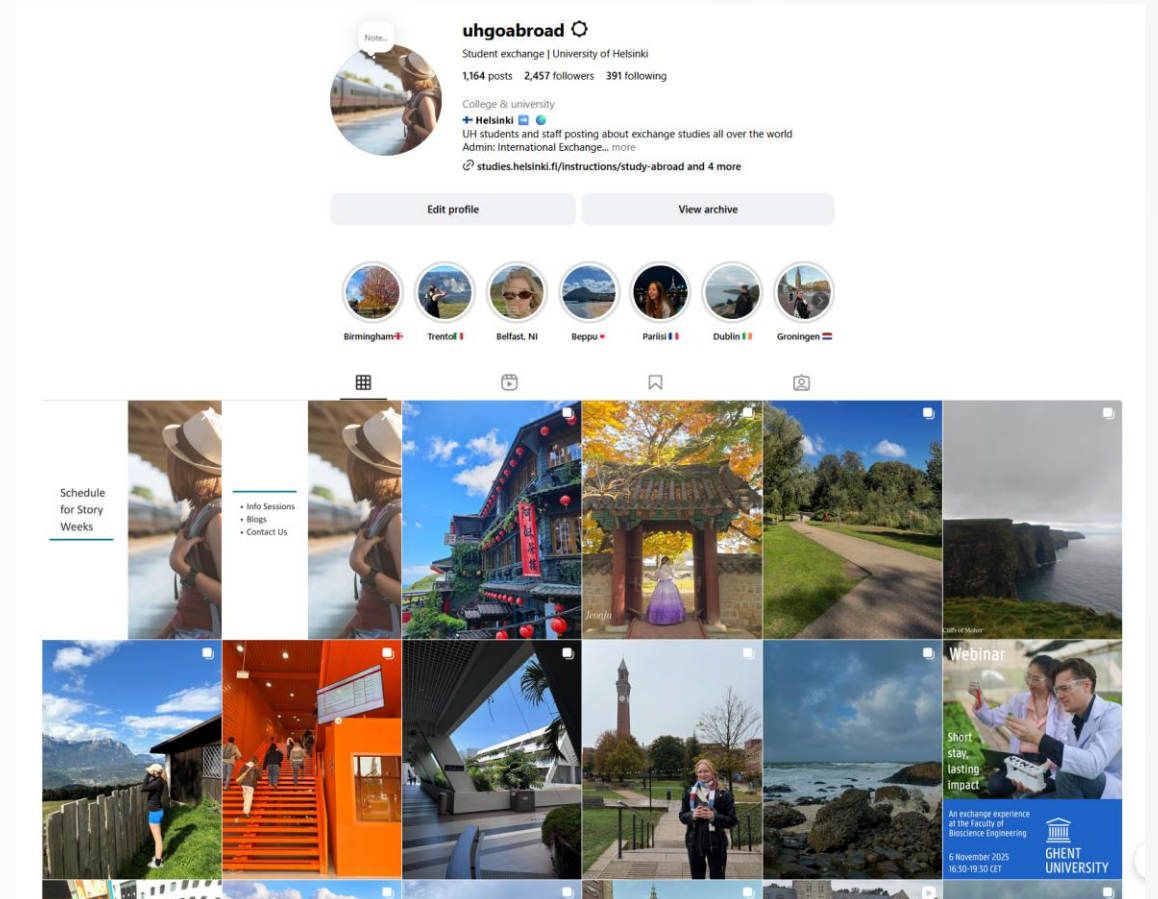 Note...
uhgoabroad
Student exchange | University of Helsinki
1,164 posts 2,457 followers 391 following
College & university
🇫🇮 Helsinki ➡️ 🌍
UH students and staff posting about exchange studies all over the world
Admin: International Exchange... more
studies.helsinki.fi/instructions/study-abroad and 4 more
Edit profile
View archive
Birmingham
Trento🇮🇹
Belfast, NI
Beppu
Pariisi🇫🇷
Dublin🇮🇪
Groningen🇳🇱
Schedule
for Story
Weeks
• Info Sessions
• Blogs
• Contact Us
Jeonju
Cliffs of Moher
Webinar
Short
stay,
lasting
impact
An exchange experience
at the Faculty of
Bioscience Engineering
6 November 2025
16:30-19:30 CET
GHENT
UNIVERSITY